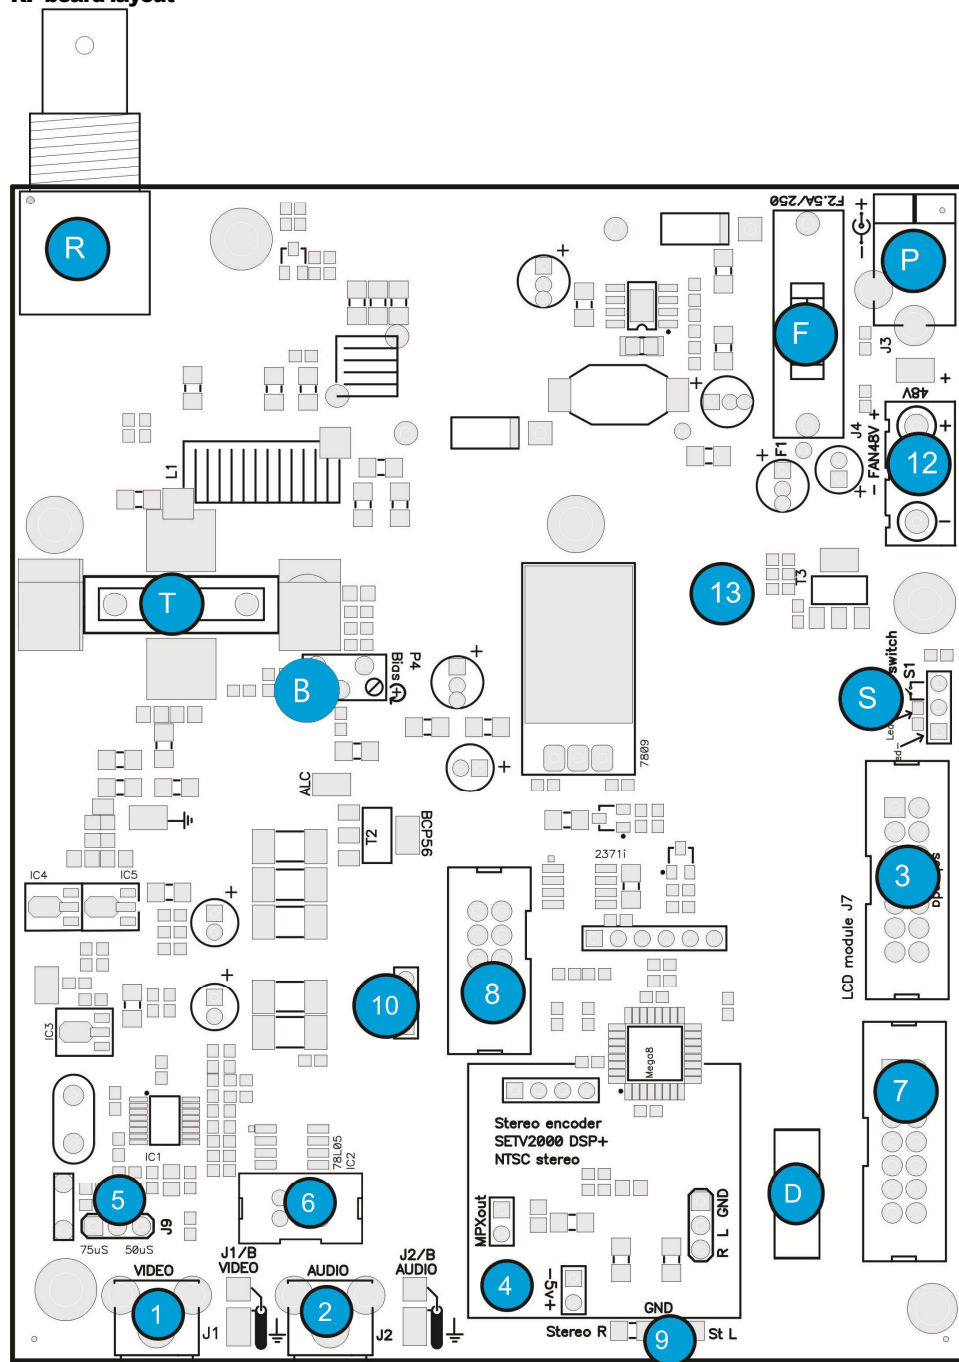 RF board layout
R
F2.5A/250
+
-
P
F
J3
+
48V
J4
FAN48V +
-
12
+
-
F1
L1
T
13
T3
P4
Bias
B
switch
S1
S
Led
ed-
7809
ALC
T2
BCP56
2371i
IC4
IC5
3
LCD module J7
8
10
IC3
Mega8
7
Stereo encoder
SETV2000 DSP+
NTSC stereo
IC1
78L05
IC2
5
6
J9
75uS 50uS
MPXout
R L GND
D
4
-5v+
VIDEO
J1/B
VIDEO
AUDIO
J2/B
AUDIO
1
J1
2
J2
GND
Stereo R
9
St L